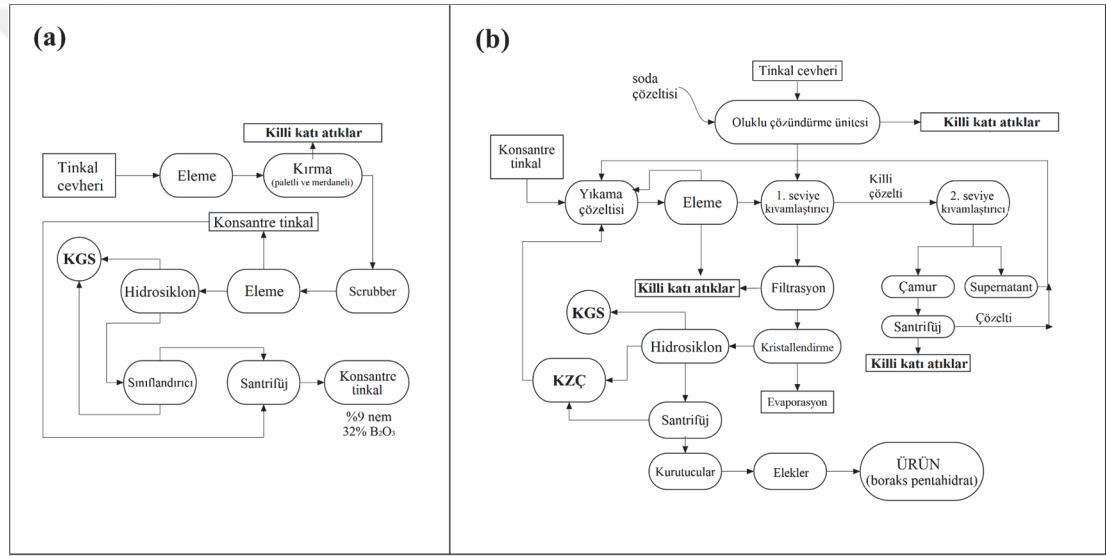 (a)
Killi katı atıklar
Tinkal
cevheri
Eleme
Kırma
(paletli ve merdaneli)
Konsantre tinkal
KGS
Hidrosiklon
Eleme
Scrubber
Sınıflandırıcı
Santrifüj
Konsantre
tinkal
%9 nem
32% B₂O₃
(b)
Tinkal cevheri
soda
çözeltisi
Oluklu çözündürme ünitesi
Killi katı atıklar
Konsantre
tinkal
Yıkama
çözeltisi
Eleme
1. seviye
kıvamlaştırıcı
Killi
çözelti
2. seviye
kıvamlaştırıcı
Killi katı atıklar
Filtrasyon
Çamur
Supernatant
KGS
Santrifüj
Çözelti
Hidrosiklon
Kristallendirme
Killi katı atıklar
KZÇ
Evaporasyon
Santrifüj
Kurutucular
Elekler
ÜRÜN
(boraks pentahidrat)